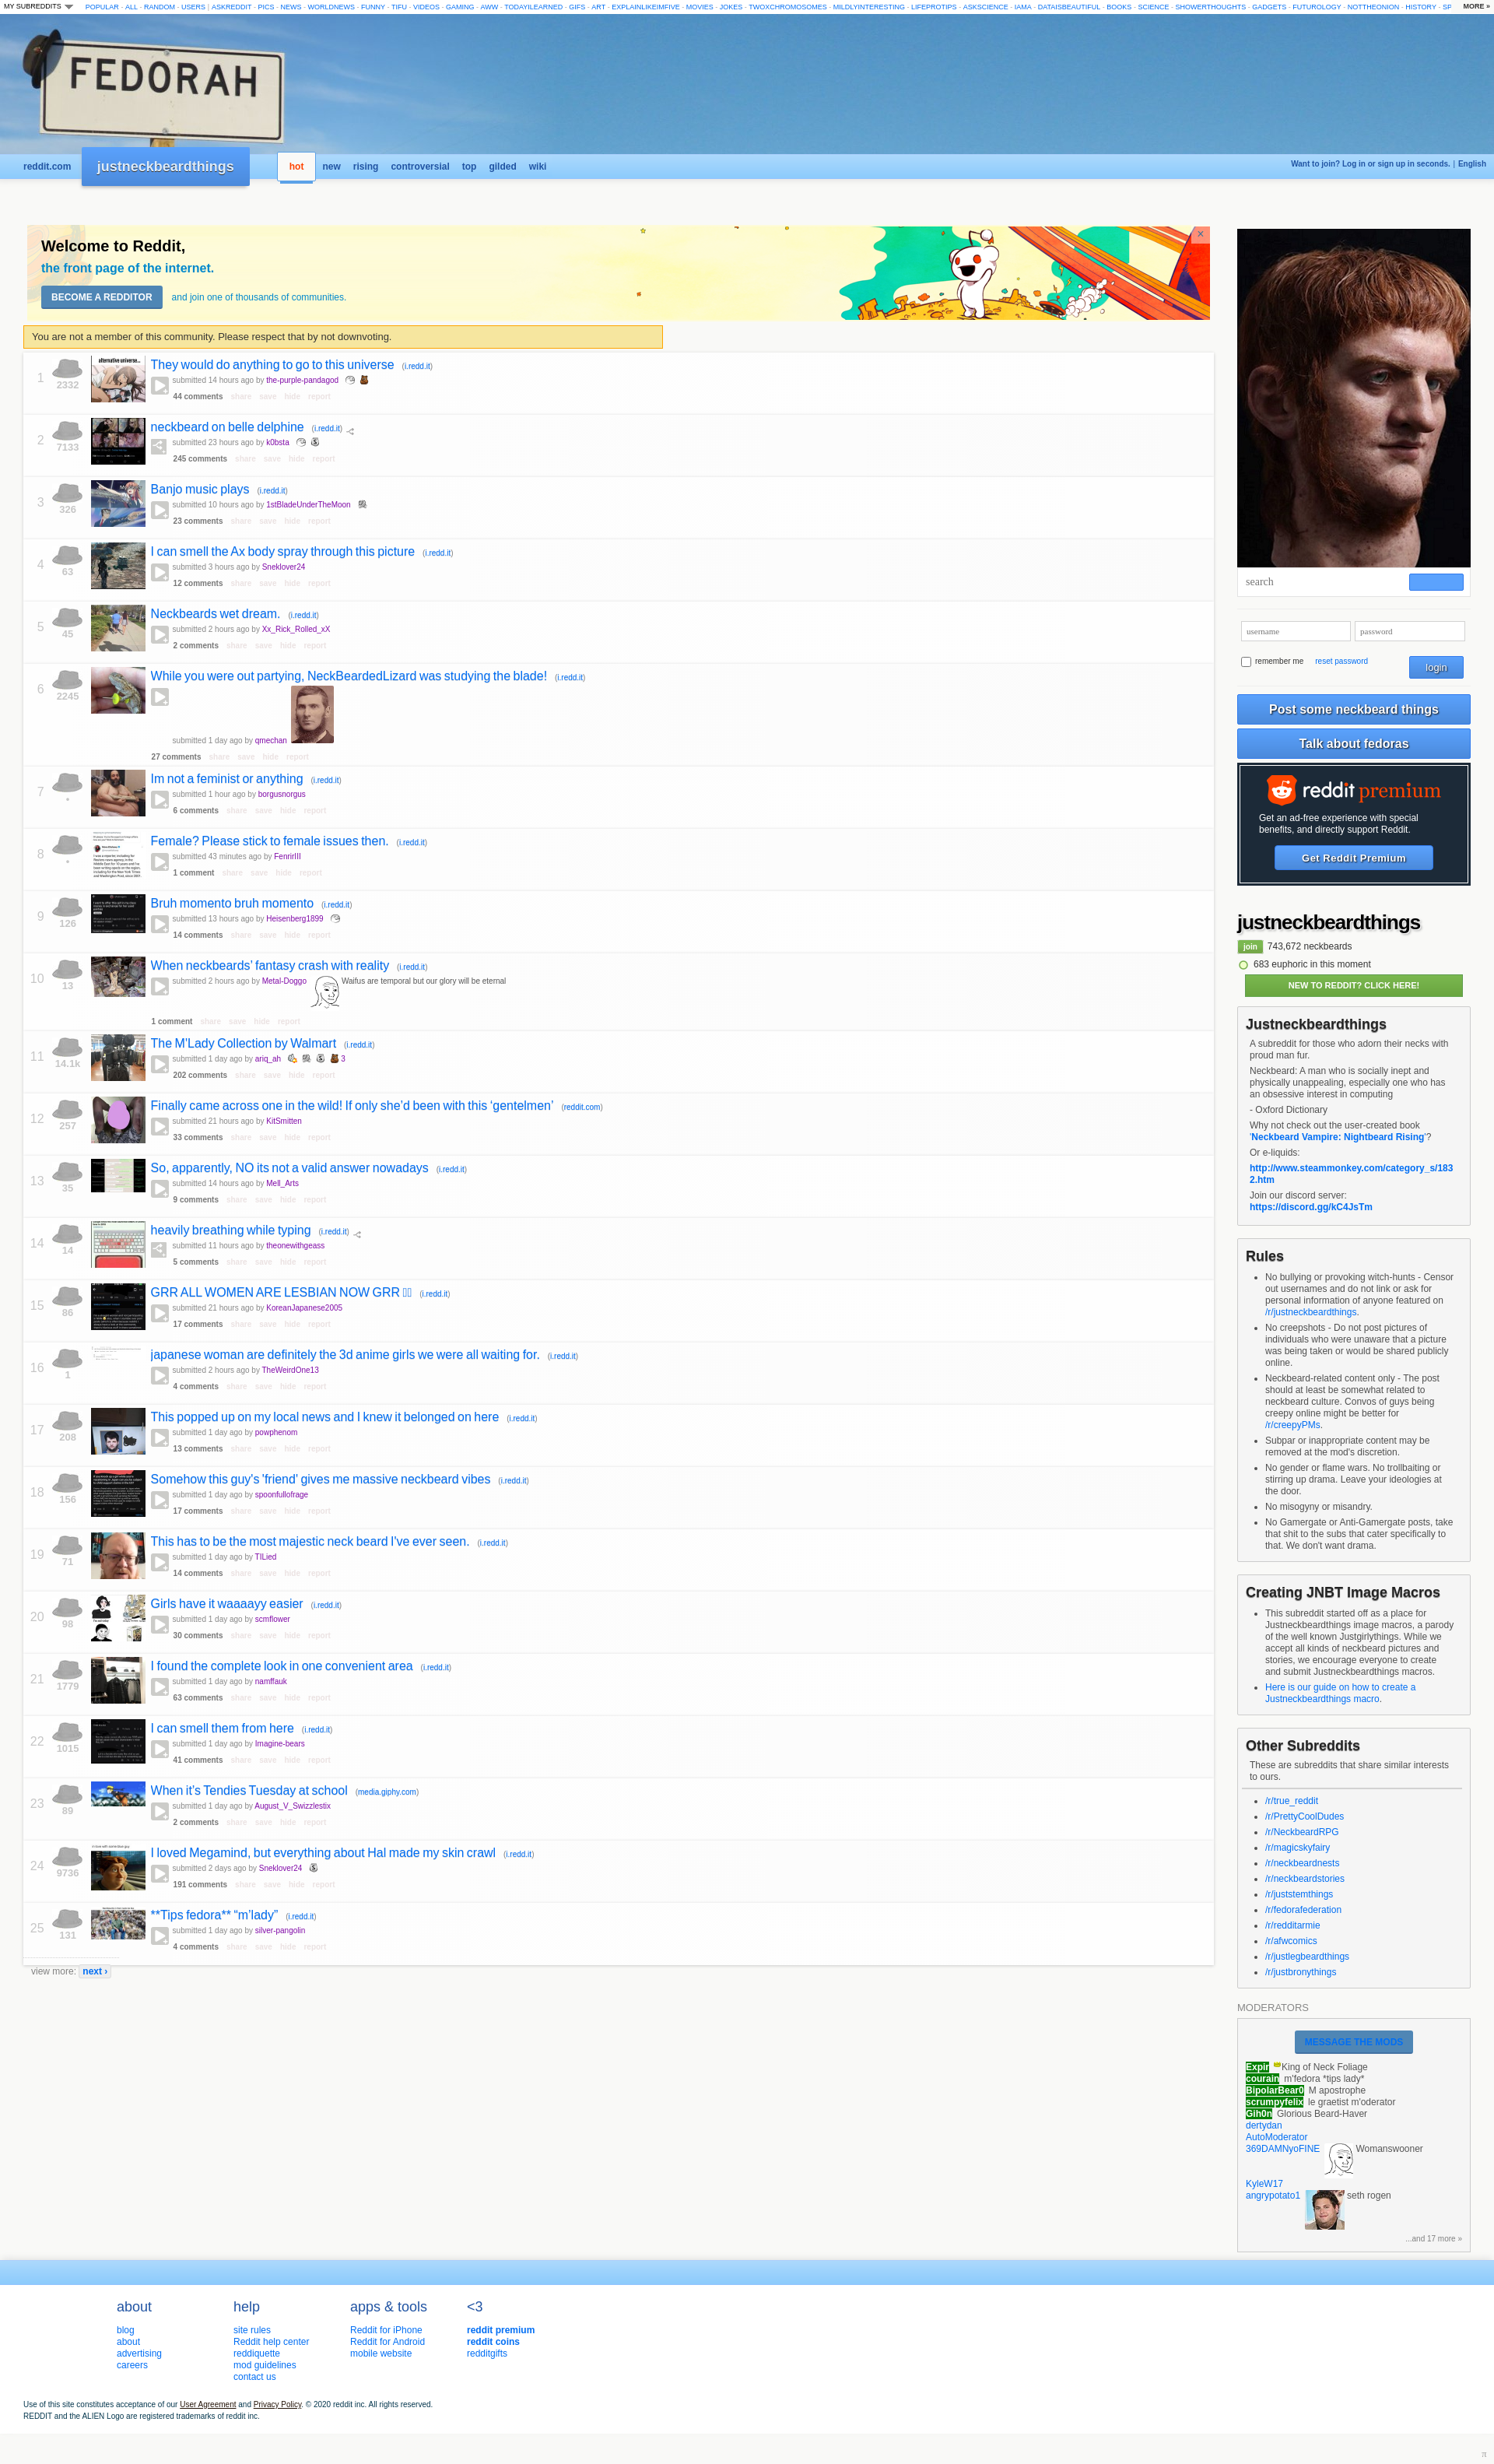 MY SUBREDDITS
POPULAR - ALL - RANDOM - USERS | ASKREDDIT - PICS - NEWS - WORLDNEWS - FUNNY - TIFU - VIDEOS - GAMING - AWW - TODAYILEARNED - GIFS - ART - EXPLAINLIKEIMFIVE - MOVIES - JOKES - TWOXCHROMOSOMES - MILDLYINTERESTING - LIFEPROTIPS - ASKSCIENCE - IAMA - DATAISBEAUTIFUL - BOOKS - SCIENCE - SHOWERTHOUGHTS - GADGETS - FUTUROLOGY - NOTTHEONION - HISTORY - SP
MORE »
FEDORAH
reddit.com justneckbeardthings hot new rising controversial top gilded wiki
Want to join? Log in or sign up in seconds. | English
Welcome to Reddit,
the front page of the internet.
BECOME A REDDITOR and join one of thousands of communities.
×
You are not a member of this community. Please respect that by not downvoting.
1 2332 They would do anything to go to this universe (i.redd.it)
submitted 14 hours ago by the-purple-pandagod
44 comments share save hide report
2 7133 neckbeard on belle delphine (i.redd.it)
submitted 23 hours ago by k0bsta
245 comments share save hide report
3 326 Banjo music plays (i.redd.it)
submitted 10 hours ago by 1stBladeUnderTheMoon
23 comments share save hide report
4 63 I can smell the Ax body spray through this picture (i.redd.it)
submitted 3 hours ago by Sneklover24
12 comments share save hide report
5 45 Neckbeards wet dream. (i.redd.it)
submitted 2 hours ago by Xx_Rick_Rolled_xX
2 comments share save hide report
6 2245 While you were out partying, NeckBeardedLizard was studying the blade! (i.redd.it)
submitted 1 day ago by qmechan
27 comments share save hide report
7 • Im not a feminist or anything (i.redd.it)
submitted 1 hour ago by borgusnorgus
6 comments share save hide report
8 • Female? Please stick to female issues then. (i.redd.it)
submitted 43 minutes ago by FenrirIII
1 comment share save hide report
9 126 Bruh momento bruh momento (i.redd.it)
submitted 13 hours ago by Heisenberg1899
14 comments share save hide report
10 13 When neckbeards' fantasy crash with reality (i.redd.it)
submitted 2 hours ago by Metal-Doggo Waifus are temporal but our glory will be eternal
1 comment share save hide report
11 14.1k The M'Lady Collection by Walmart (i.redd.it)
submitted 1 day ago by ariq_ah 3
202 comments share save hide report
12 257 Finally came across one in the wild! If only she'd been with this 'gentelmen' (reddit.com)
submitted 21 hours ago by KitSmitten
33 comments share save hide report
13 35 So, apparently, NO its not a valid answer nowadays (i.redd.it)
submitted 14 hours ago by Mell_Arts
9 comments share save hide report
14 14 heavily breathing while typing (i.redd.it)
submitted 11 hours ago by theonewithgeass
5 comments share save hide report
15 86 GRR ALL WOMEN ARE LESBIAN NOW GRR (i.redd.it)
submitted 21 hours ago by KoreanJapanese2005
17 comments share save hide report
16 1 japanese woman are definitely the 3d anime girls we were all waiting for. (i.redd.it)
submitted 2 hours ago by TheWeirdOne13
4 comments share save hide report
17 208 This popped up on my local news and I knew it belonged on here (i.redd.it)
submitted 1 day ago by powphenom
13 comments share save hide report
18 156 Somehow this guy's 'friend' gives me massive neckbeard vibes (i.redd.it)
submitted 1 day ago by spoonfullofrage
17 comments share save hide report
19 71 This has to be the most majestic neck beard I've ever seen. (i.redd.it)
submitted 1 day ago by TILied
14 comments share save hide report
20 98 Girls have it waaaayy easier (i.redd.it)
submitted 1 day ago by scmflower
30 comments share save hide report
21 1779 I found the complete look in one convenient area (i.redd.it)
submitted 1 day ago by namffauk
63 comments share save hide report
22 1015 I can smell them from here (i.redd.it)
submitted 1 day ago by Imagine-bears
41 comments share save hide report
23 89 When it's Tendies Tuesday at school (media.giphy.com)
submitted 1 day ago by August_V_Swizzlestix
2 comments share save hide report
24 9736 I loved Megamind, but everything about Hal made my skin crawl (i.redd.it)
submitted 2 days ago by Sneklover24
191 comments share save hide report
25 131 **Tips fedora** “m'lady” (i.redd.it)
submitted 1 day ago by silver-pangolin
4 comments share save hide report
view more: next ›
search
username password
remember me reset password login
Post some neckbeard things
Talk about fedoras
reddit premium
Get an ad-free experience with special
benefits, and directly support Reddit.
Get Reddit Premium
justneckbeardthings
join 743,672 neckbeards
683 euphoric in this moment
NEW TO REDDIT? CLICK HERE!
Justneckbeardthings
A subreddit for those who adorn their necks with
proud man fur.
Neckbeard: A man who is socially inept and
physically unappealing, especially one who has
an obsessive interest in computing
- Oxford Dictionary
Why not check out the user-created book
'Neckbeard Vampire: Nightbeard Rising'?
Or e-liquids:
http://www.steammonkey.com/category_s/183
2.htm
Join our discord server:
https://discord.gg/kC4JsTm
Rules
No bullying or provoking witch-hunts - Censor
out usernames and do not link or ask for
personal information of anyone featured on
/r/justneckbeardthings.
No creepshots - Do not post pictures of
individuals who were unaware that a picture
was being taken or would be shared publicly
online.
Neckbeard-related content only - The post
should at least be somewhat related to
neckbeard culture. Convos of guys being
creepy online might be better for
/r/creepyPMs.
Subpar or inappropriate content may be
removed at the mod's discretion.
No gender or flame wars. No trollbaiting or
stirring up drama. Leave your ideologies at
the door.
No misogyny or misandry.
No Gamergate or Anti-Gamergate posts, take
that shit to the subs that cater specifically to
that. We don't want drama.
Creating JNBT Image Macros
This subreddit started off as a place for
Justneckbeardthings image macros, a parody
of the well known Justgirlythings. While we
accept all kinds of neckbeard pictures and
stories, we encourage everyone to create
and submit Justneckbeardthings macros.
Here is our guide on how to create a
Justneckbeardthings macro.
Other Subreddits
These are subreddits that share similar interests
to ours.
/r/true_reddit
/r/PrettyCoolDudes
/r/NeckbeardRPG
/r/magicskyfairy
/r/neckbeardnests
/r/neckbeardstories
/r/juststemthings
/r/fedorafederation
/r/redditarmie
/r/afwcomics
/r/justlegbeardthings
/r/justbronythings
MODERATORS
MESSAGE THE MODS
Expir King of Neck Foliage
courain m'fedora *tips lady*
BipolarBear0 M apostrophe
scrumpyfelix le graetist m'oderator
Gih0n Glorious Beard-Haver
dertydan
AutoModerator
369DAMNyoFINE Womanswooner
KyleW17
angrypotato1 seth rogen
...and 17 more »
about
blog
about
advertising
careers
help
site rules
Reddit help center
reddiquette
mod guidelines
contact us
apps & tools
Reddit for iPhone
Reddit for Android
mobile website
<3
reddit premium
reddit coins
redditgifts
Use of this site constitutes acceptance of our User Agreement and Privacy Policy. © 2020 reddit inc. All rights reserved.
REDDIT and the ALIEN Logo are registered trademarks of reddit inc.
π